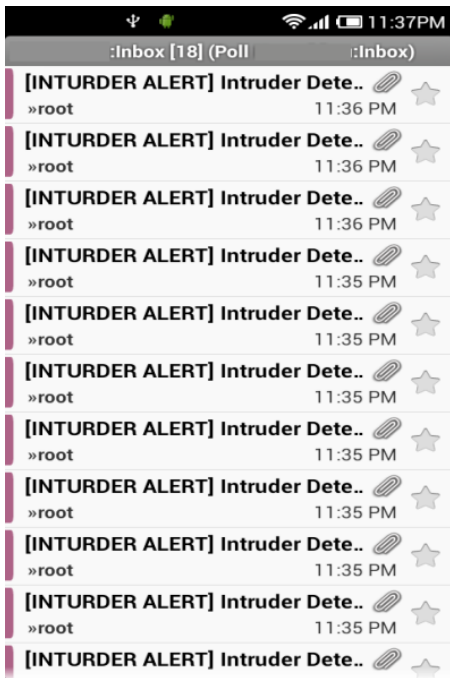 11:37PM
:Inbox [18] (Poll :Inbox)
[INTURDER ALERT] Intruder Dete..
»root 11:36 PM
[INTURDER ALERT] Intruder Dete..
»root 11:36 PM
[INTURDER ALERT] Intruder Dete..
»root 11:36 PM
[INTURDER ALERT] Intruder Dete..
»root 11:35 PM
[INTURDER ALERT] Intruder Dete..
»root 11:35 PM
[INTURDER ALERT] Intruder Dete..
»root 11:35 PM
[INTURDER ALERT] Intruder Dete..
»root 11:35 PM
[INTURDER ALERT] Intruder Dete..
»root 11:35 PM
[INTURDER ALERT] Intruder Dete..
»root 11:35 PM
[INTURDER ALERT] Intruder Dete..
»root 11:35 PM
[INTURDER ALERT] Intruder Dete..